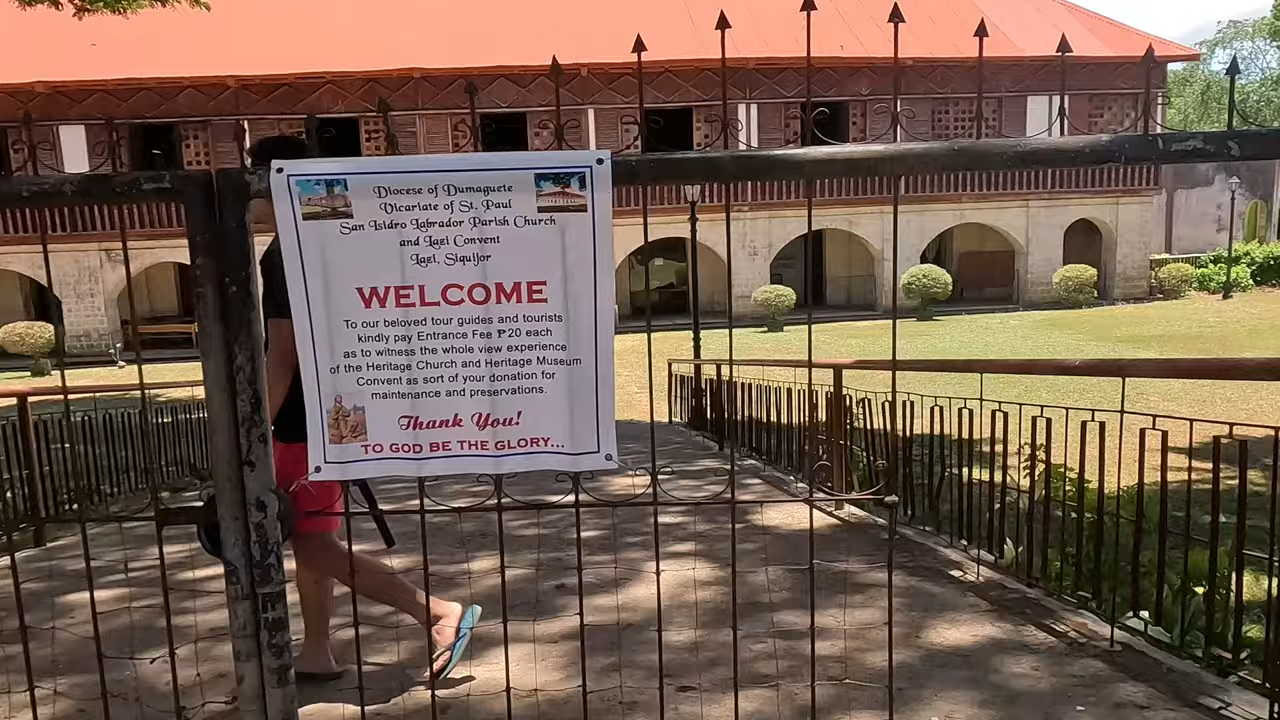 Diocese of Dumaguete
Vicariate of St. Paul
San Isidro Labrador Parish Church
and Lazi Convent
Lazi, Siquijor
WELCOME
To our beloved tour guides and tourists
kindly pay Entrance Fee ₱20 each
as to witness the whole view experience
of the Heritage Church and Heritage Museum
Convent as sort of your donation for
maintenance and preservations.
Thank You!
TO GOD BE THE GLORY...